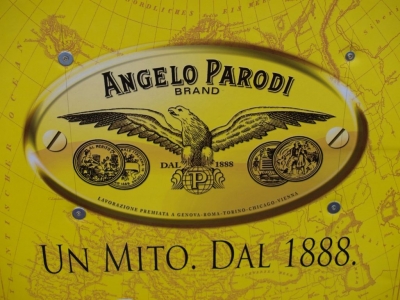 ANGELO PARODI
BRAND
DAL 1888
P
LAVORAZIONE PREMIATA A GENOVA-ROMA-TORINO-CHICAGO-VIENNA
UN MITO. DAL 1888.